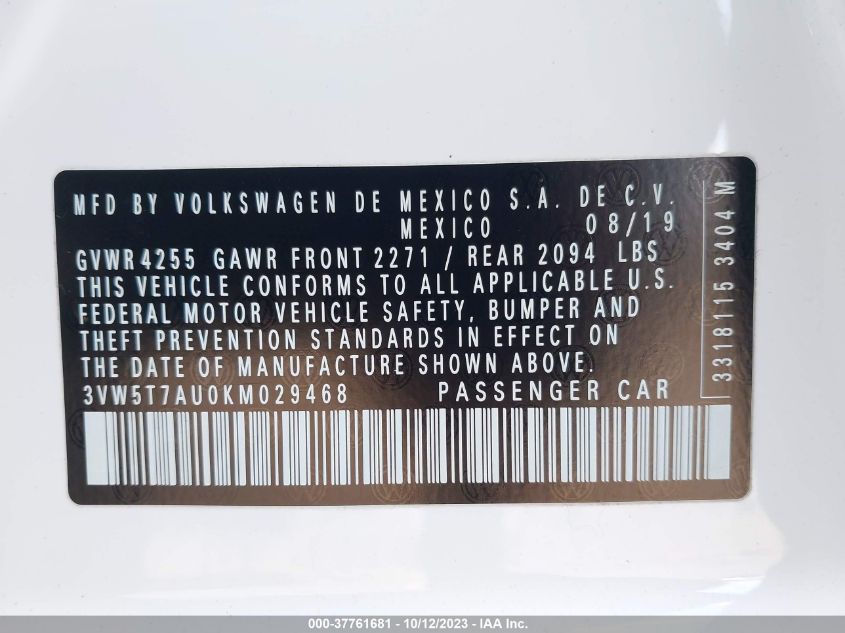 MFD BY VOLKSWAGEN DE MEXICO S.A. DE C.V.
MEXICO 08/19
GVWR 4255 GAWR FRONT 2271 / REAR 2094 LBS
THIS VEHICLE CONFORMS TO ALL APPLICABLE U.S.
FEDERAL MOTOR VEHICLE SAFETY, BUMPER AND
THEFT PREVENTION STANDARDS IN EFFECT ON
THE DATE OF MANUFACTURE SHOWN ABOVE.
3VW5T7AU0KM029468 PASSENGER CAR
3318115 3404 M
000-37761681 - 10/12/2023 - IAA Inc.